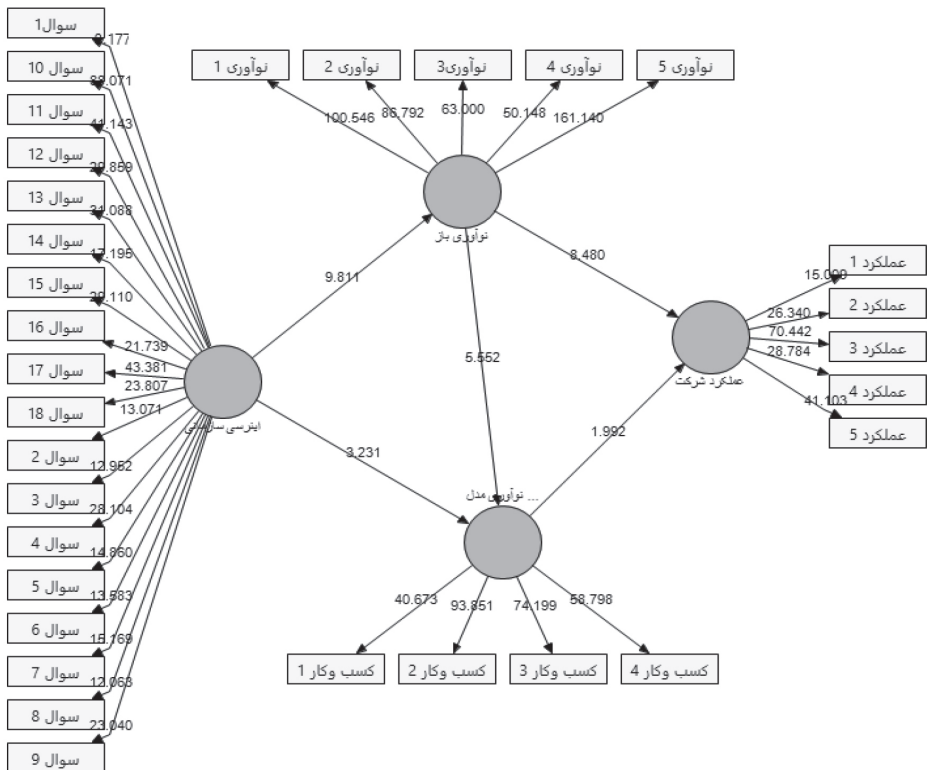 سوال1
سوال 10
سوال 11
سوال 12
سوال 13
سوال 14
سوال 15
سوال 16
سوال 17
سوال 18
سوال 2
سوال 3
سوال 4
سوال 5
سوال 6
سوال 7
سوال 8
سوال 9
88.071
41.143
29.859
31.088
17.195
21.739
43.381
23.807
13.071
12.952
28.104
14.860
13.583
15.169
12.063
23.040
اینرسی سازمانی
نوآوری 1
نوآوری 2
نوآوری3
نوآوری 4
نوآوری 5
100.546
86.792
63.000
50.148
161.140
نوآوری باز
9.811
8.480
5.552
3.231
1.992
عملکرد 1
عملکرد 2
عملکرد 3
عملکرد 4
عملکرد 5
26.340
70.442
28.784
41.103
عملکرد شرکت
نوآوری مدل ...
40.673
93.851
74.199
58.798
کسب وکار 1
کسب وکار 2
کسب وکار 3
کسب وکار 4